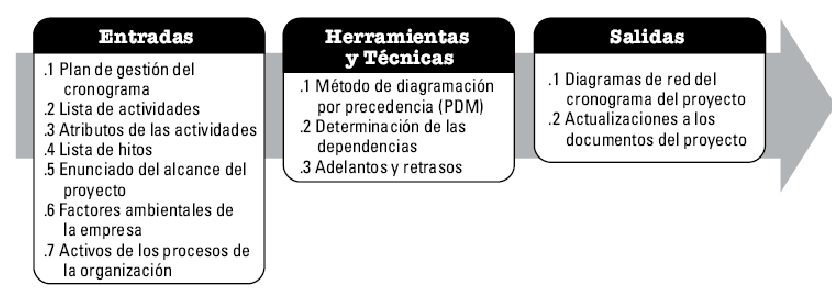 Entradas
.1 Plan de gestión del
cronograma
.2 Lista de actividades
.3 Atributos de las actividades
.4 Lista de hitos
.5 Enunciado del alcance del
proyecto
.6 Factores ambientales de
la empresa
.7 Activos de los procesos de
la organización
Herramientas
y Técnicas
.1 Método de diagramación
por precedencia (PDM)
.2 Determinación de las
dependencias
.3 Adelantos y retrasos
Salidas
.1 Diagramas de red del
cronograma del proyecto
.2 Actualizaciones a los
documentos del proyecto